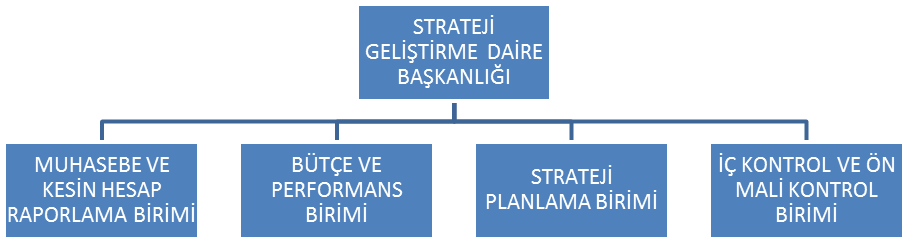 STRATEJİ
GELİŞTİRME DAİRE
BAŞKANLIĞI
MUHASEBE VE
KESİN HESAP
RAPORLAMA BİRİMİ
BÜTÇE VE
PERFORMANS
BİRİMİ
STRATEJİ
PLANLAMA BİRİMİ
İÇ KONTROL VE ÖN
MALİ KONTROL
BİRİMİ